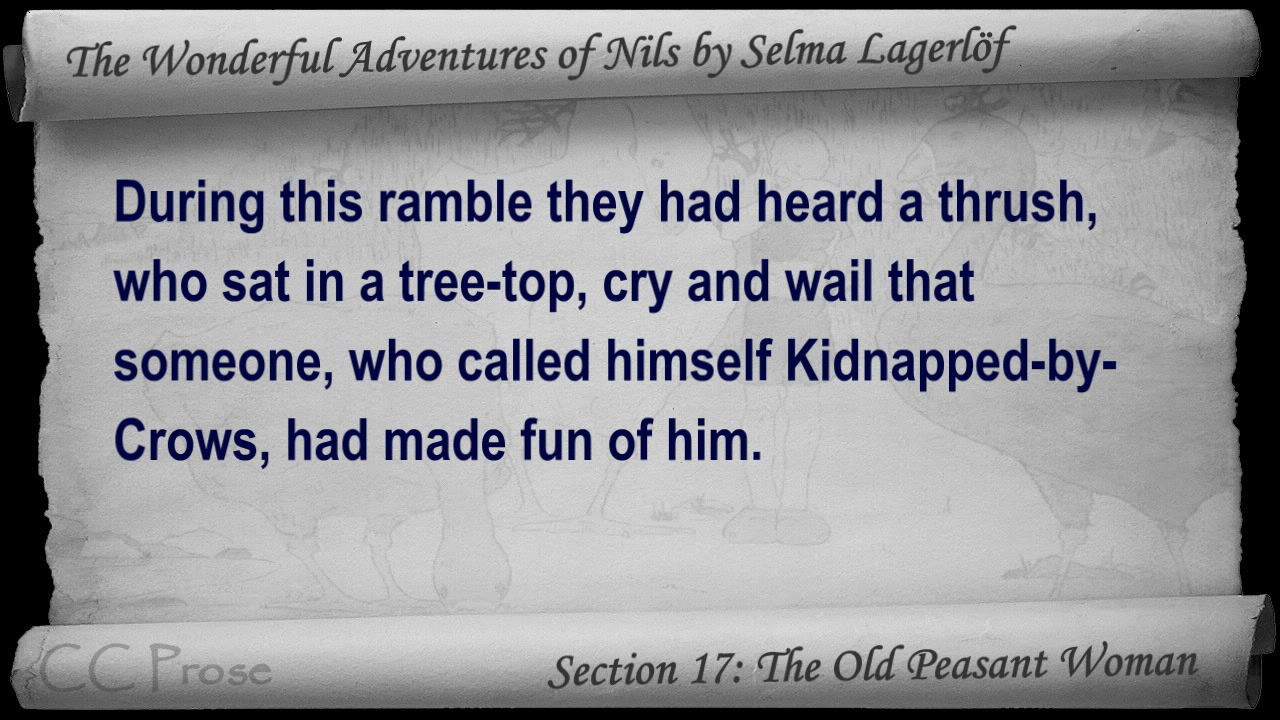 The Wonderful Adventures of Nils by Selma Lagerlöf
During this ramble they had heard a thrush,
who sat in a tree-top, cry and wail that
someone, who called himself Kidnapped-by-
Crows, had made fun of him.
CC Prose
Section 17: The Old Peasant Woman